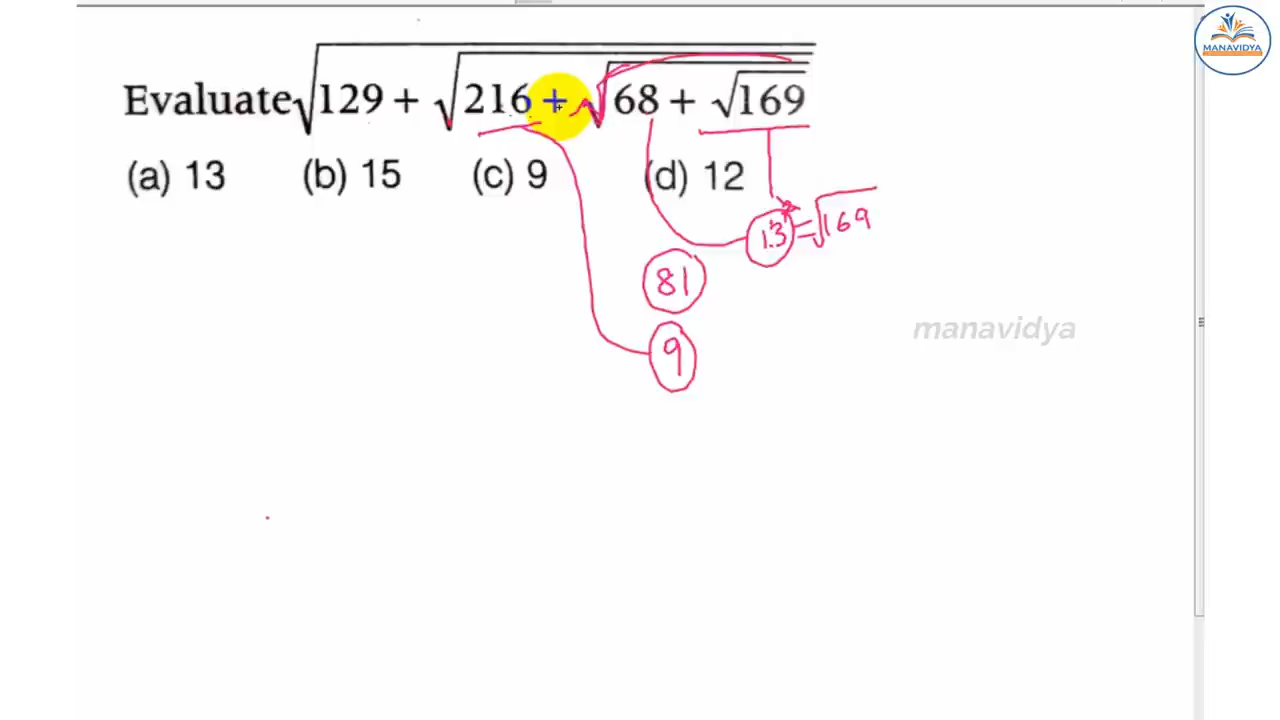 MANAVIDYA
Evaluate √129 + √216 + √68 + √169
(a) 13 (b) 15 (c) 9 (d) 12
13 = √169
81
manavidya
9